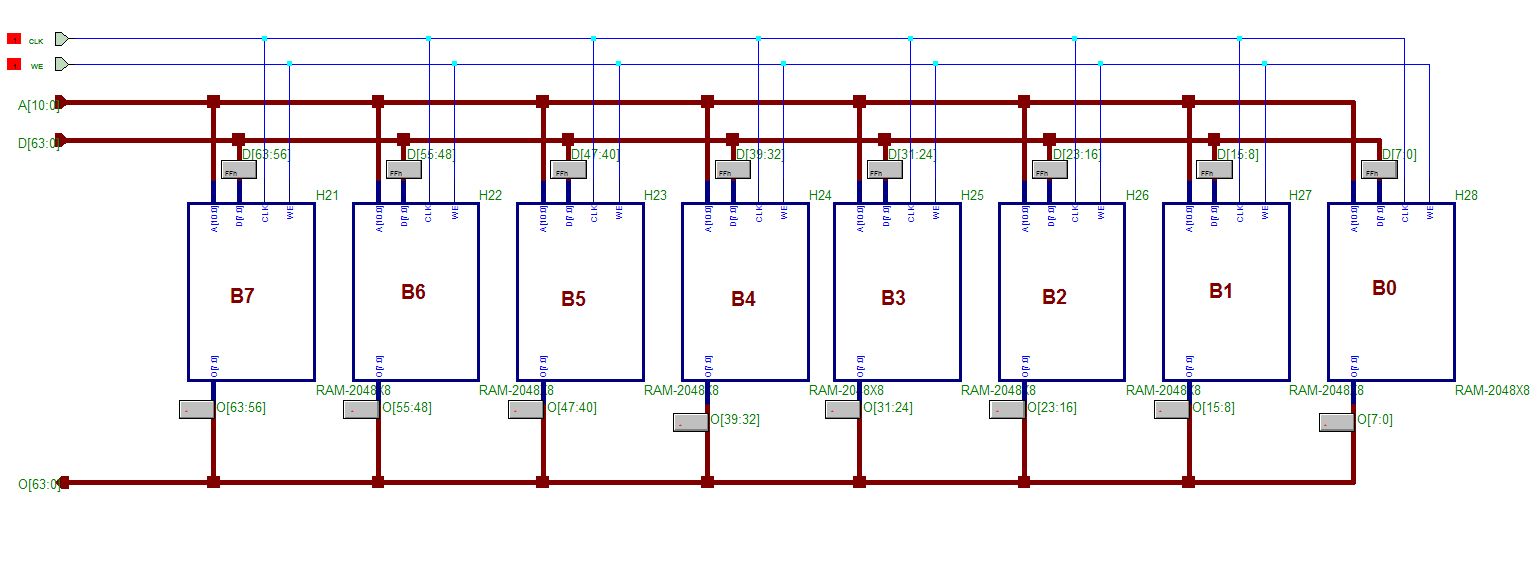 CLK
WE
A[10:0]
D[63:0]
D[63:56] D[55:48] D[47:40] D[39:32] D[31:24] D[23:16] D[15:8] D[7:0]
FFh FFh FFh FFh FFh FFh FFh FFh
H21 H22 H23 H24 H25 H26 H27 H28
A[10:0] D[7:0] CLK WE A[10:0] D[7:0] CLK WE A[10:0] D[7:0] CLK WE A[10:0] D[7:0] CLK WE A[10:0] D[7:0] CLK WE A[10:0] D[7:0] CLK WE A[10:0] D[7:0] CLK WE A[10:0] D[7:0] CLK WE
B7 B6 B5 B4 B3 B2 B1 B0
O[7:0] O[7:0] O[7:0] O[7:0] O[7:0] O[7:0] O[7:0] O[7:0]
RAM-2048X8 RAM-2048X8 RAM-2048X8 RAM-2048X8 RAM-2048X8 RAM-2048X8 RAM-2048X8 RAM-2048X8
O[63:56] O[55:48] O[47:40] O[39:32] O[31:24] O[23:16] O[15:8] O[7:0]
O[63:0]